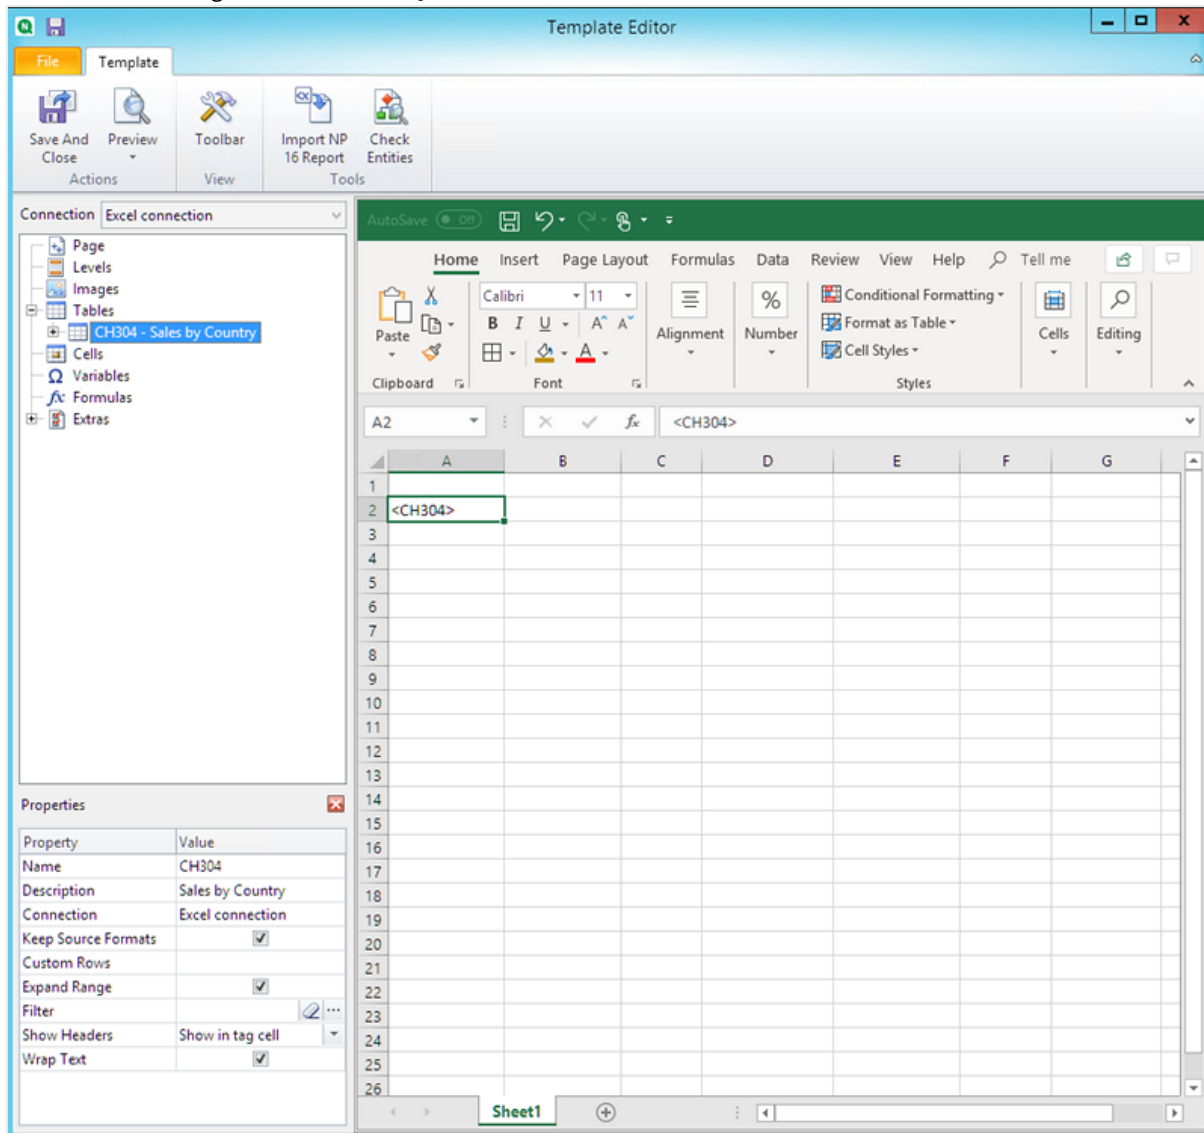 Template Editor
File Template
Save And Close
Preview
Toolbar
Import NP 16 Report
Check Entities
Actions View Tools
Connection Excel connection
Page
Levels
Images
Tables
CH304 - Sales by Country
Cells
Variables
Formulas
Extras
Properties
Property Value
Name CH304
Description Sales by Country
Connection Excel connection
Keep Source Formats
Custom Rows
Expand Range
Filter
Show Headers Show in tag cell
Wrap Text
AutoSave Off
Home Insert Page Layout Formulas Data Review View Help Tell me
Paste
Calibri 11
B I U A A
A
Alignment
%
Number
Conditional Formatting
Format as Table
Cell Styles
Cells
Editing
Clipboard Font Styles
A2 fx <CH304>
A B C D E F G
1
2 <CH304>
3
4
5
6
7
8
9
10
11
12
13
14
15
16
17
18
19
20
21
22
23
24
25
26
Sheet1